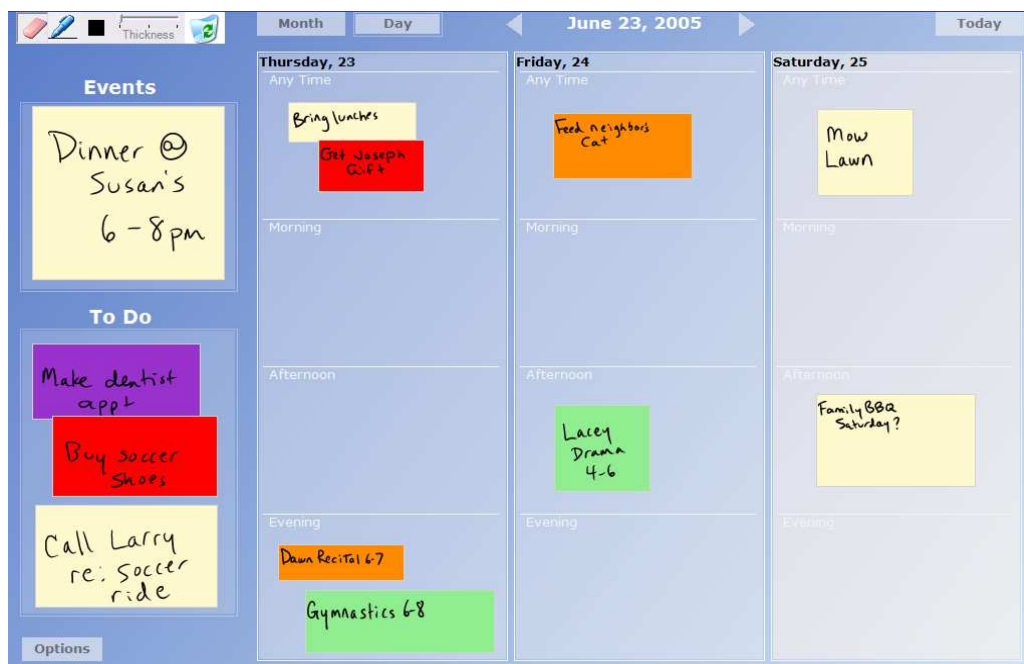 Thickness
Month
Day
June 23, 2005
Today
Events
Dinner @
Susan's
6-8pm
To Do
Make dentist
appt
Buy soccer
shoes
Call Larry
re: soccer
ride
Options
Thursday, 23
Any Time
Bring lunches
Get Joseph
Gift
Morning
Afternoon
Evening
Dawn Recital 6-7
Gymnastics 6-8
Friday, 24
Any Time
Feed neighbors
Cat
Morning
Afternoon
Lacey
Drama
4-6
Evening
Saturday, 25
Any Time
Mow
Lawn
Morning
Afternoon
Family BBQ
Saturday?
Evening